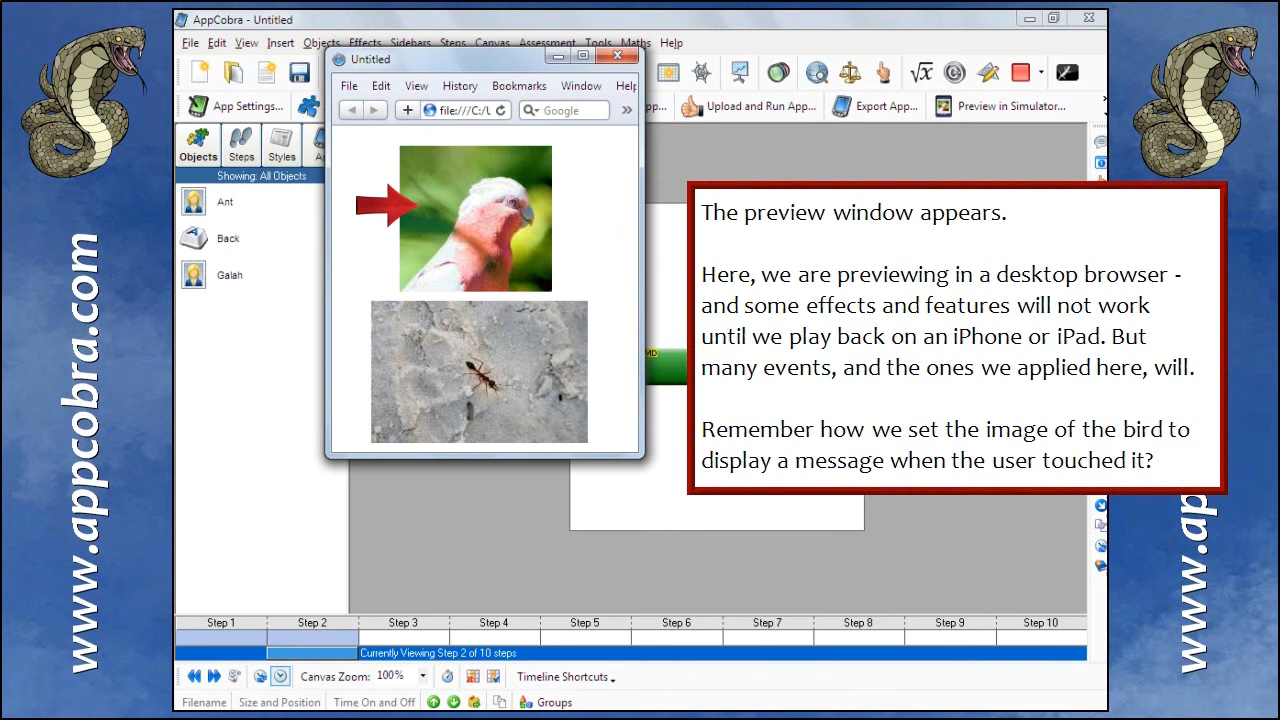 AppCobra - Untitled
File Edit View Insert Objects Effects Sidebars Steps Canvas Assessment Tools Maths Help
Untitled
File Edit View History Bookmarks Window Help
file:///C:/L
Google
App Settings...
Upload and Run App...
Export App...
Preview in Simulator...
Objects Steps Styles
Showing: All Objects
Ant
Back
Galah
The preview window appears.
Here, we are previewing in a desktop browser -
and some effects and features will not work
until we play back on an iPhone or iPad. But
many events, and the ones we applied here, will.
Remember how we set the image of the bird to
display a message when the user touched it?
www.appcobra.com
www.ap
Step 1 Step 2 Step 3 Step 4 Step 5 Step 6 Step 7 Step 8 Step 9 Step 10
Currently Viewing Step 2 of 10 steps
Canvas Zoom: 100%
Timeline Shortcuts
Filename Size and Position Time On and Off
Groups